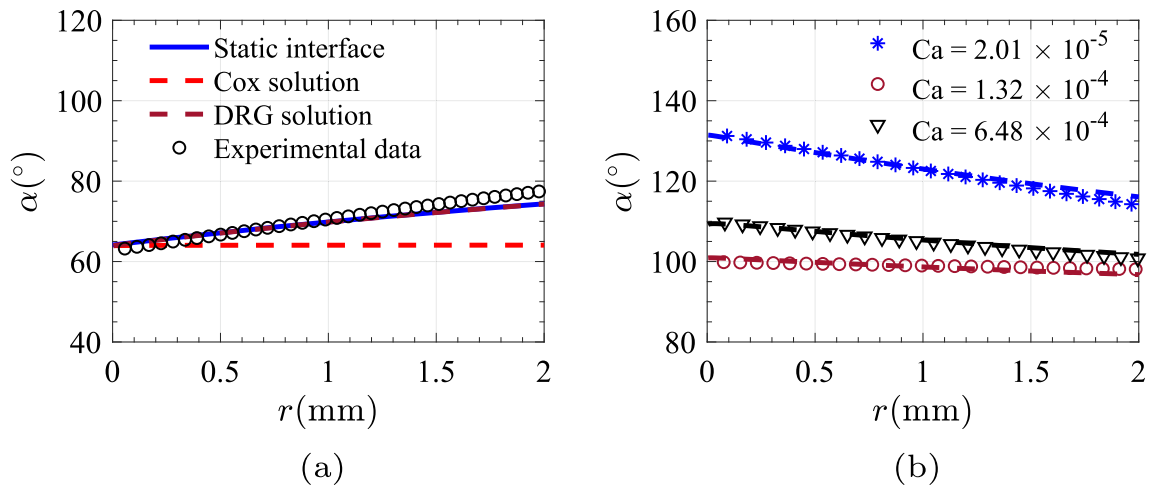 120
100
80
60
40
α(°)
Static interface
Cox solution
DRG solution
Experimental data
0 0.5 1 1.5 2
r(mm)
(a)
160
140
120
100
80
α(°)
Ca = 2.01 × 10-5
Ca = 1.32 × 10-4
Ca = 6.48 × 10-4
0 0.5 1 1.5 2
r(mm)
(b)